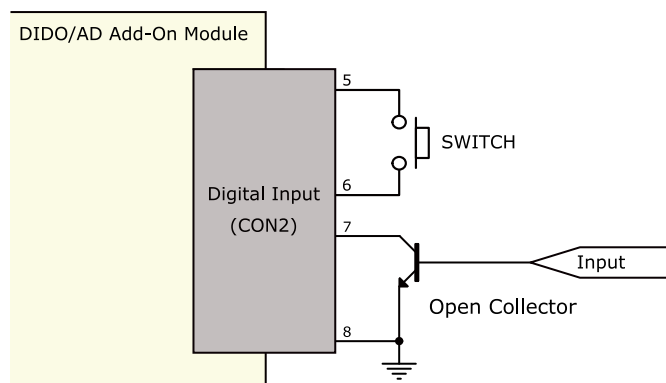 DIDO/AD Add-On Module
5
SWITCH
6
Digital Input
(CON2)
7
Input
Open Collector
8